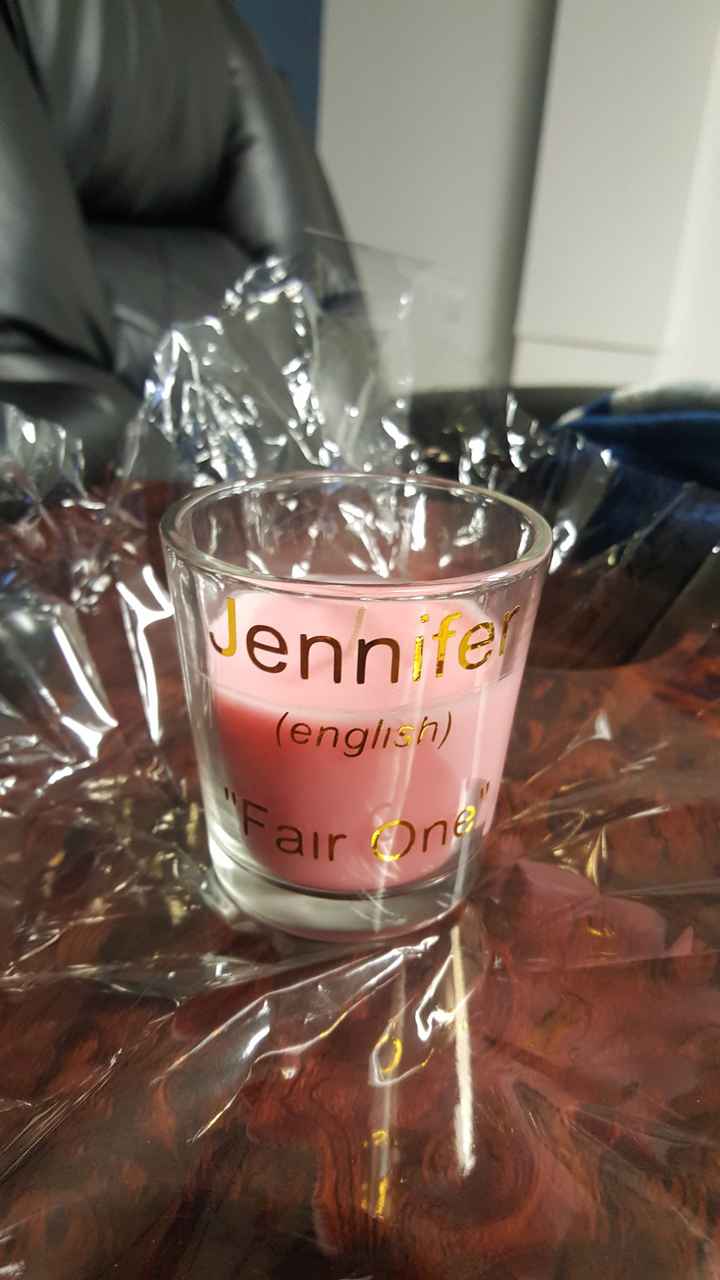 Jennifer
(english)
"Fair One"